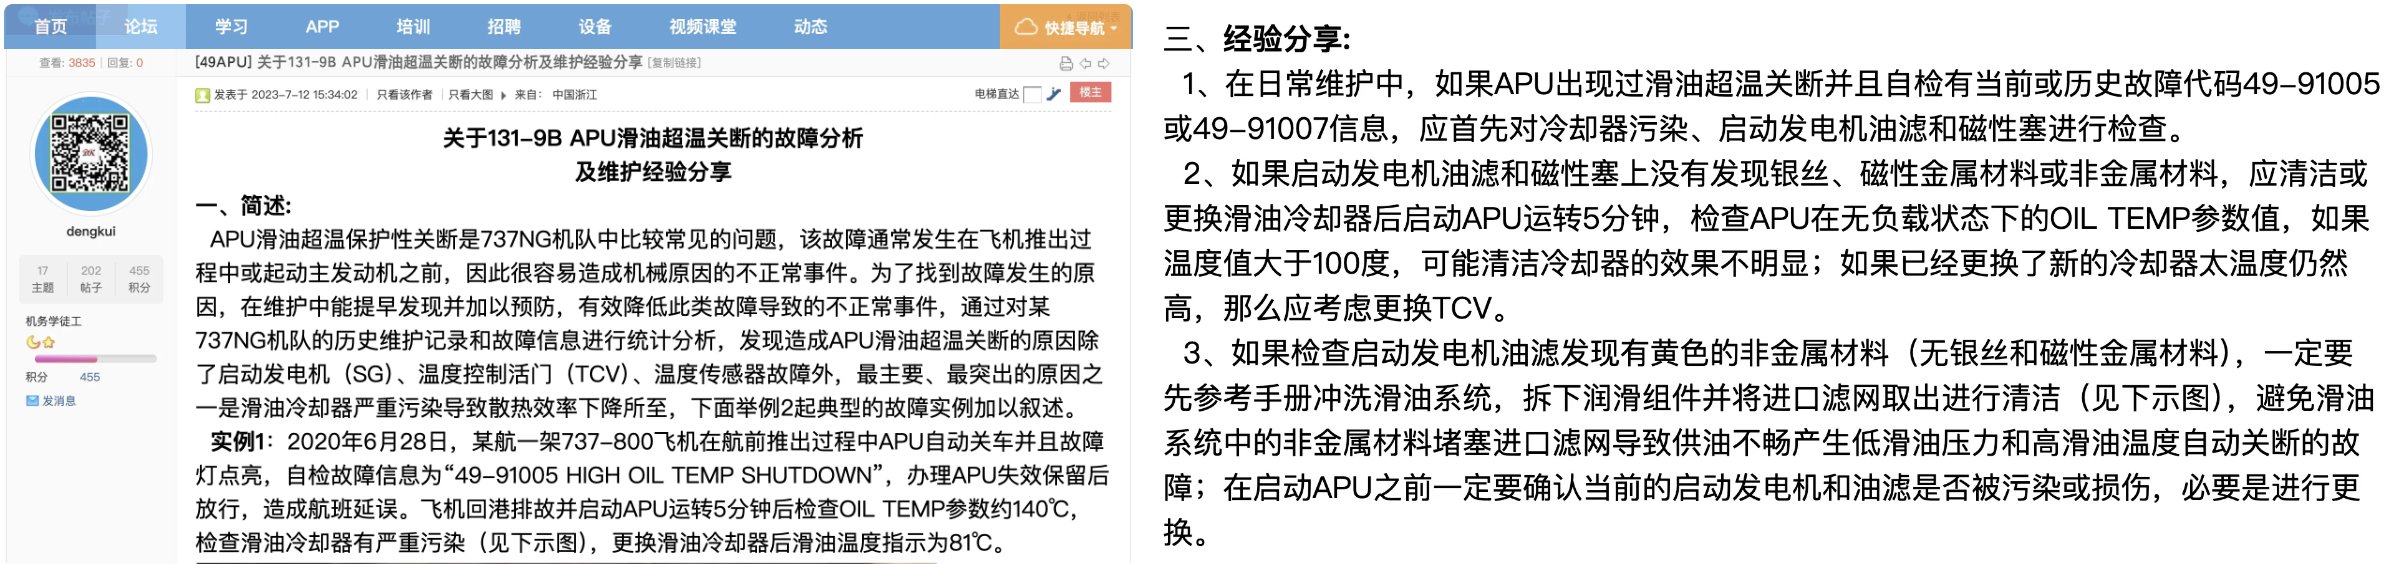 首页 论坛 学习 APP 培训 招聘 设备 视频课堂 动态 快捷导航
查看: 3835 | 回复: 0
[49APU] 关于131-9B APU滑油超温关断的故障分析及维护经验分享 [复制链接]
发表于 2023-7-12 15:34:02 | 只看该作者 | 只看大图 来自： 中国浙江
电梯直达 楼主
dengkui
17 202 455
主题 帖子 积分
机务学徒工
积分 455
发消息
关于131-9B APU滑油超温关断的故障分析
及维护经验分享
一、简述:
APU滑油超温保护性关断是737NG机队中比较常见的问题，该故障通常发生在飞机推出过
程中或起动主发动机之前，因此很容易造成机械原因的不正常事件。为了找到故障发生的原
因，在维护中能提早发现并加以预防，有效降低此类故障导致的不正常事件，通过对某
737NG机队的历史维护记录和故障信息进行统计分析，发现造成APU滑油超温关断的原因除
了启动发电机（SG）、温度控制活门（TCV）、温度传感器故障外，最主要、最突出的原因之
一是滑油冷却器严重污染导致散热效率下降所至，下面举例2起典型的故障实例加以叙述。
实例1：2020年6月28日，某航一架737-800飞机在航前推出过程中APU自动关车并且故障
灯点亮，自检故障信息为“49-91005 HIGH OIL TEMP SHUTDOWN”，办理APU失效保留后
放行，造成航班延误。飞机回港排故并启动APU运转5分钟后检查OIL TEMP参数约140℃，
检查滑油冷却器有严重污染（见下示图），更换滑油冷却器后滑油温度指示为81℃。
三、经验分享:
1、在日常维护中，如果APU出现过滑油超温关断并且自检有当前或历史故障代码49-91005
或49-91007信息，应首先对冷却器污染、启动发电机油滤和磁性塞进行检查。
2、如果启动发电机油滤和磁性塞上没有发现银丝、磁性金属材料或非金属材料，应清洁或
更换滑油冷却器后启动APU运转5分钟，检查APU在无负载状态下的OIL TEMP参数值，如果
温度值大于100度，可能清洁冷却器的效果不明显；如果已经更换了新的冷却器太温度仍然
高，那么应考虑更换TCV。
3、如果检查启动发电机油滤发现有黄色的非金属材料（无银丝和磁性金属材料），一定要
先参考手册冲洗滑油系统，拆下润滑组件并将进口滤网取出进行清洁（见下示图），避免滑油
系统中的非金属材料堵塞进口滤网导致供油不畅产生低滑油压力和高滑油温度自动关断的故
障；在启动APU之前一定要确认当前的启动发电机和油滤是否被污染或损伤，必要是进行更
换。